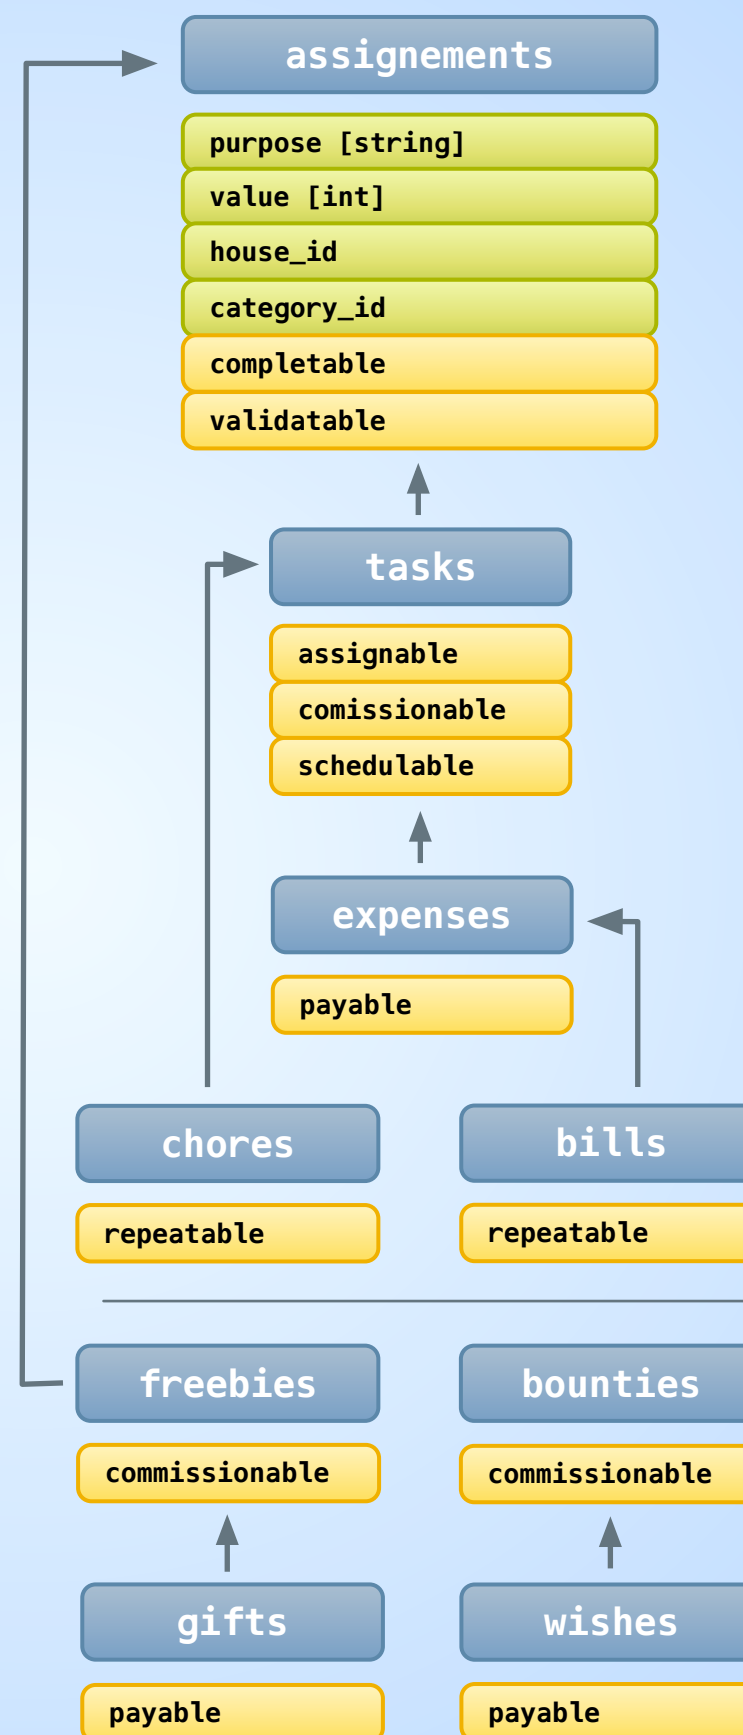 assignements
purpose [string]
value [int]
house_id
category_id
completable
validatable
tasks
assignable
comissionable
schedulable
expenses
payable
chores
bills
repeatable
repeatable
freebies
bounties
commissionable
commissionable
gifts
wishes
payable
payable